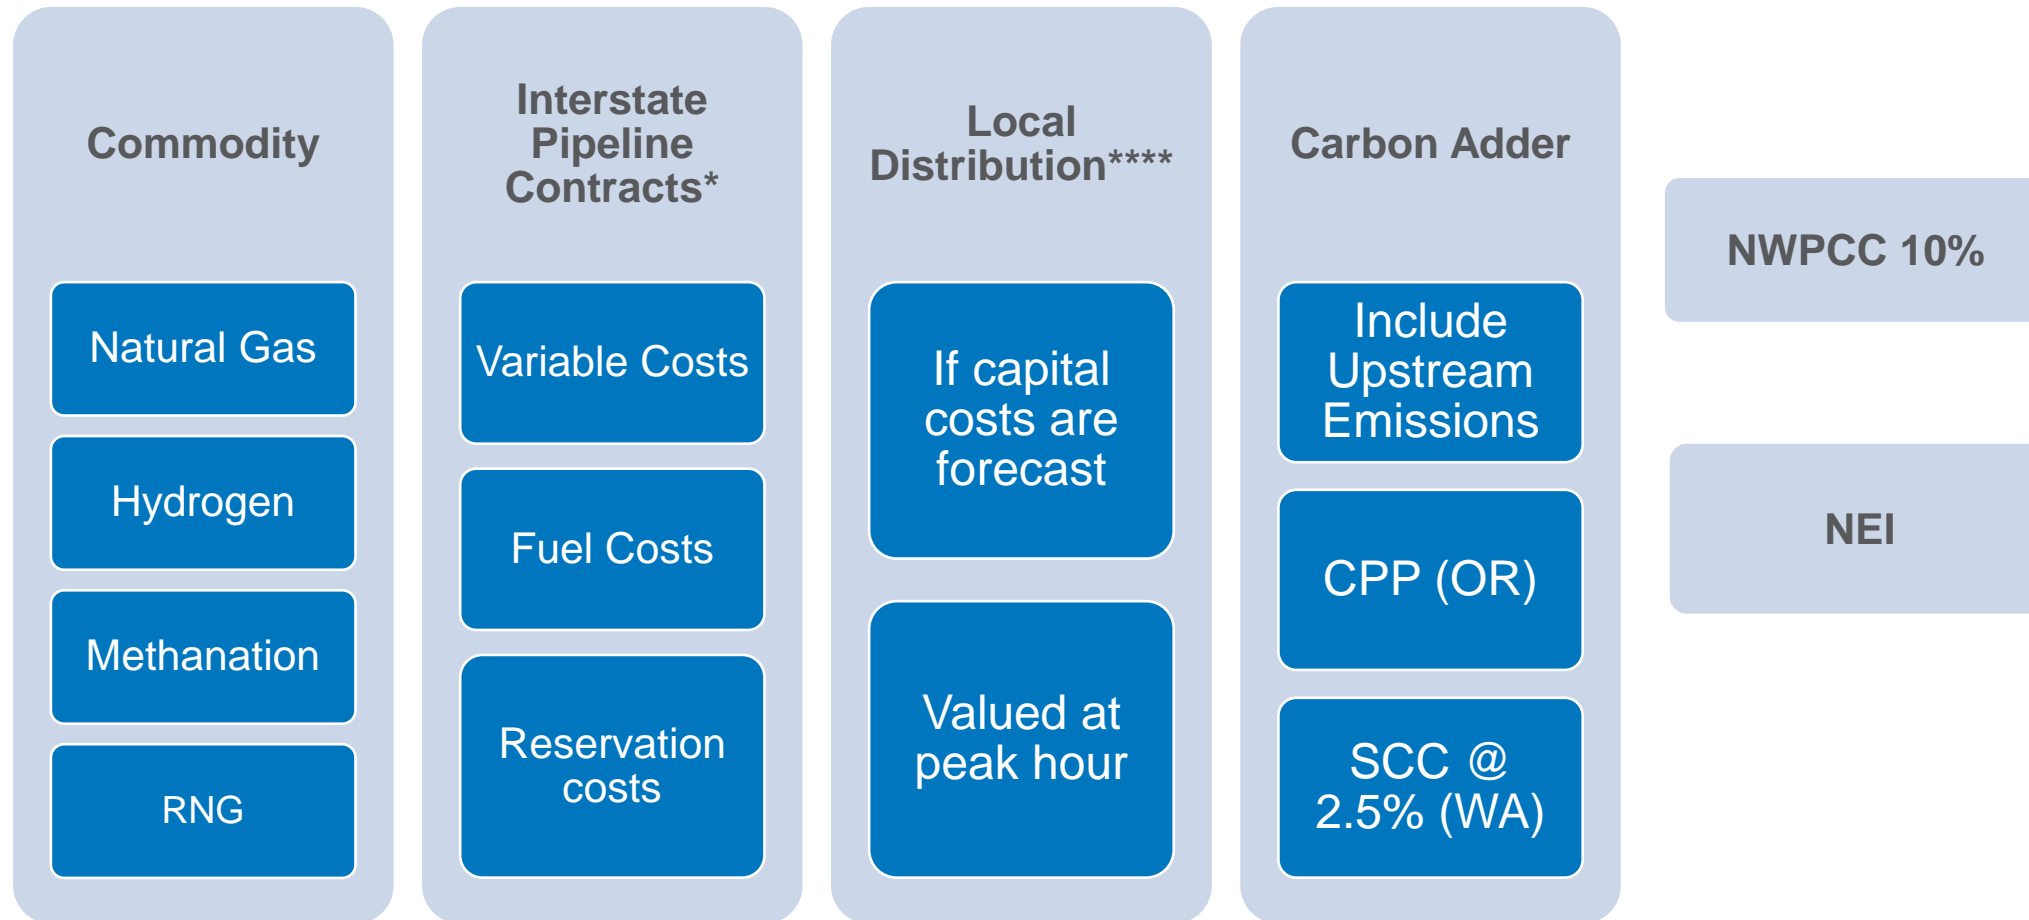 Commodity
Natural Gas
Hydrogen
Methanation
RNG
Interstate
Pipeline
Contracts*
Variable Costs
Fuel Costs
Reservation
costs
Local
Distribution****
If capital
costs are
forecast
Valued at
peak hour
Carbon Adder
Include
Upstream
Emissions
CPP (OR)
SCC @
2.5% (WA)
NWPCC 10%
NEI